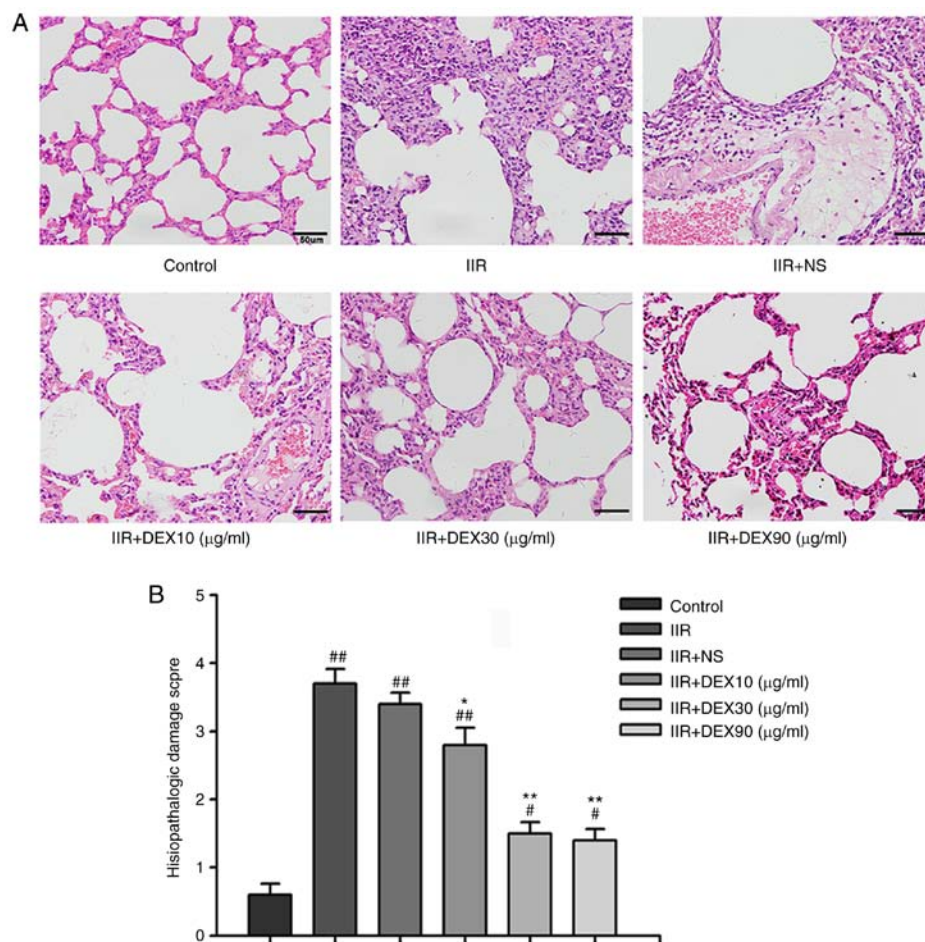 A
50μm
Control
IIR
IIR+NS
IIR+DEX10 (μg/ml)
IIR+DEX30 (μg/ml)
IIR+DEX90 (μg/ml)
B
Hisiopathalogic damage scpre
5
4
3
2
1
0
##
##
*
##
**
#
**
#
Control
IIR
IIR+NS
IIR+DEX10 (μg/ml)
IIR+DEX30 (μg/ml)
IIR+DEX90 (μg/ml)